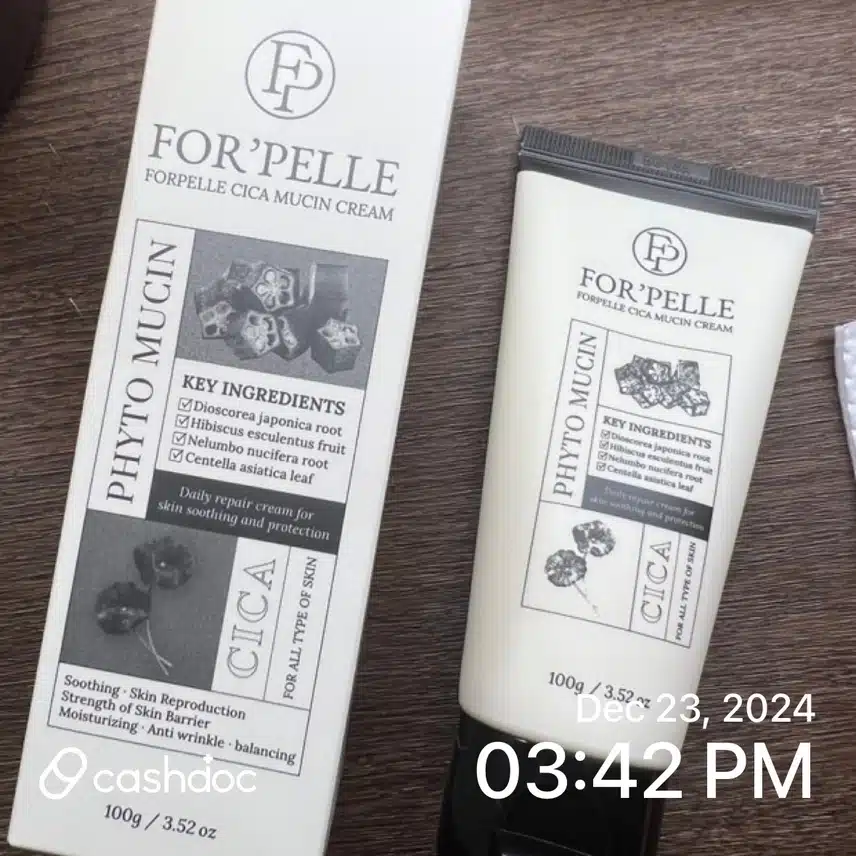 FP
FOR'PELLE
FORPELLE CICA MUCIN CREAM
PHYTO MUCIN
KEY INGREDIENTS
☑Dioscorea japonica root
☑Hibiscus esculentus fruit
☑Nelumbo nucifera root
☑Centella asiatica leaf
Daily repair cream for
skin soothing and protection
CICA
FOR ALL TYPE OF SKIN
Soothing · Skin Reproduction
Strength of Skin Barrier
Moisturizing · Anti wrinkle · balancing
100g / 3.52 oz
FP
FOR'PELLE
FORPELLE CICA MUCIN CREAM
PHYTO MUCIN
KEY INGREDIENTS
☑Dioscorea japonica root
☑Hibiscus esculentus fruit
☑Nelumbo nucifera root
☑Centella asiatica leaf
Daily repair cream for
skin soothing and protection
CICA
FOR ALL TYPE OF SKIN
100g / 3.52 oz
cashdoc
Dec 23, 2024
03:42 PM